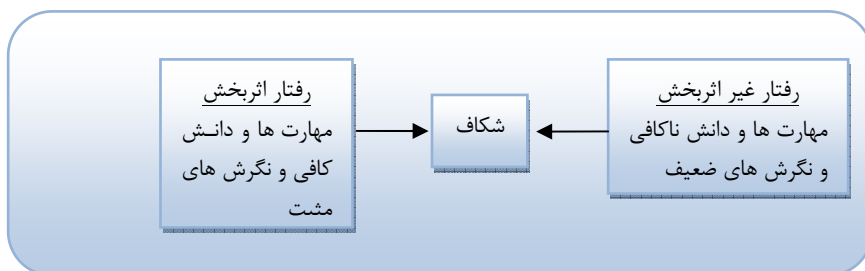 رفتار غیر اثربخش
مهارت ها و دانش ناکافی
و نگرش های ضعیف
شکاف
رفتار اثربخش
مهارت ها و دانـش
کافی و نگرش های
مثبت